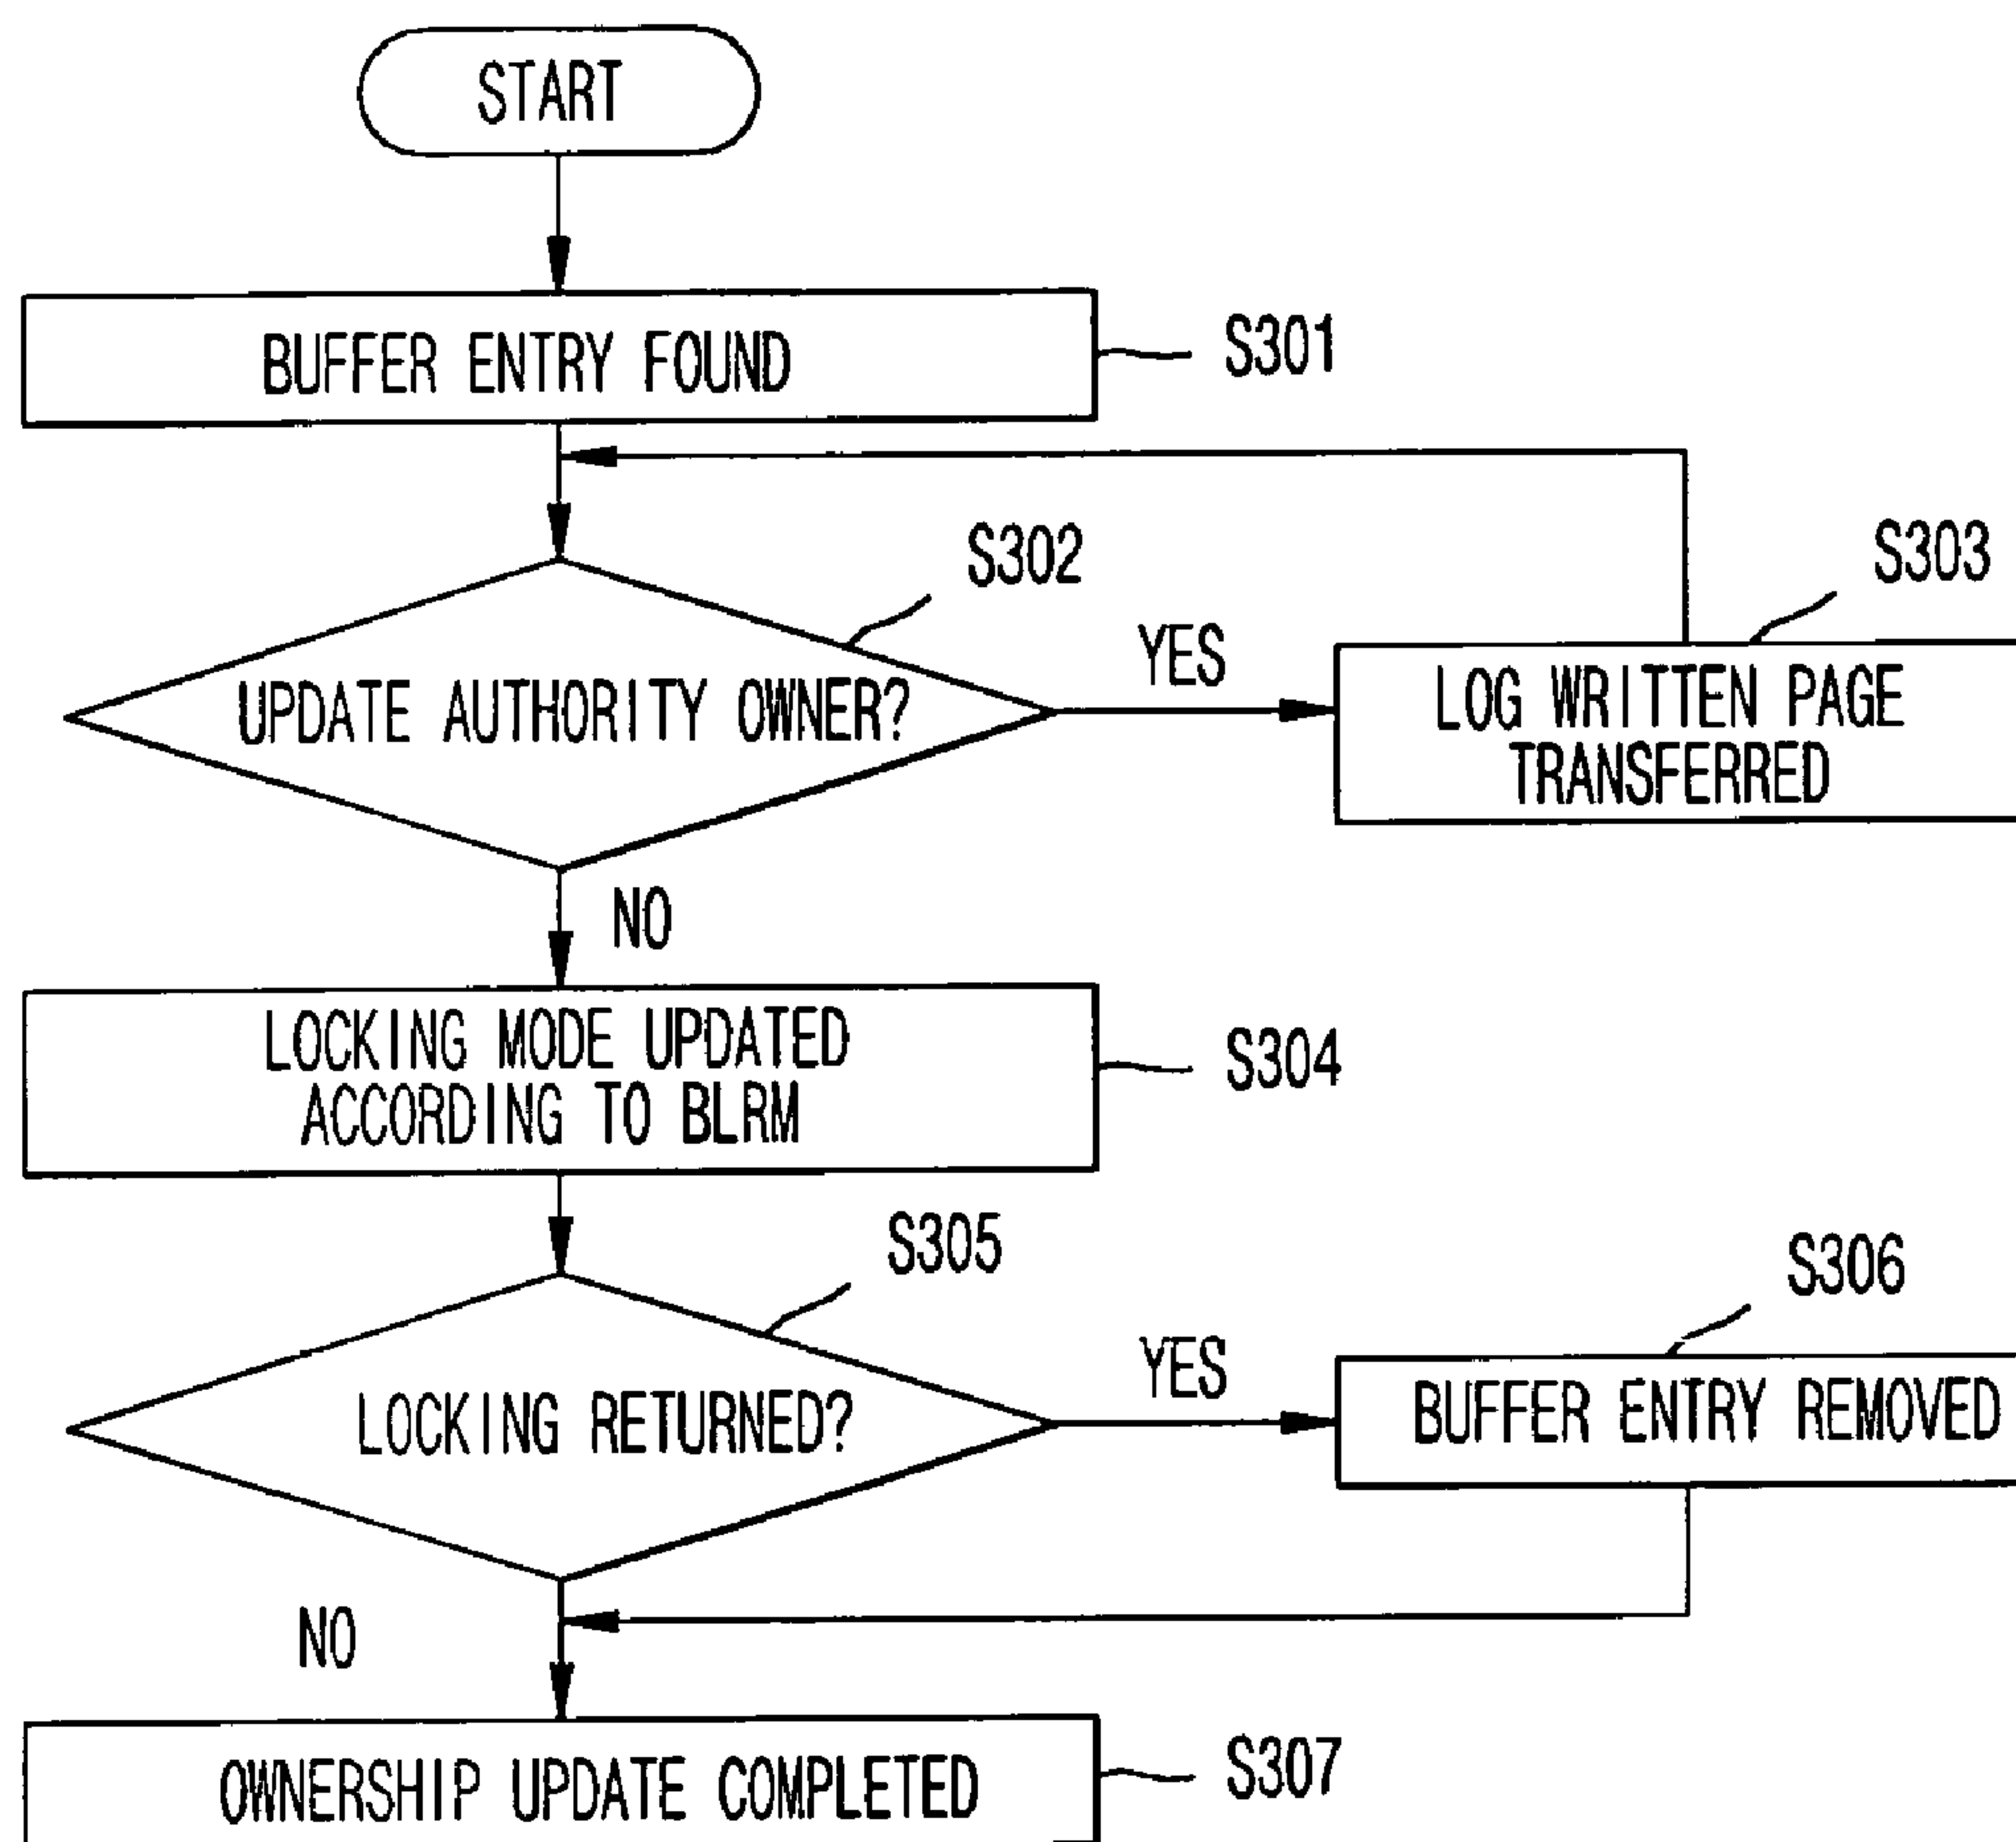 START
BUFFER ENTRY FOUND
S301
S302
S303
UPDATE AUTHORITY OWNER?
YES
LOG WRITTEN PAGE
TRANSFERRED
NO
LOCKING MODE UPDATED
ACCORDING TO BLRM
S304
S305
S306
LOCKING RETURNED?
YES
BUFFER ENTRY REMOVED
NO
OWNERSHIP UPDATE COMPLETED
S307